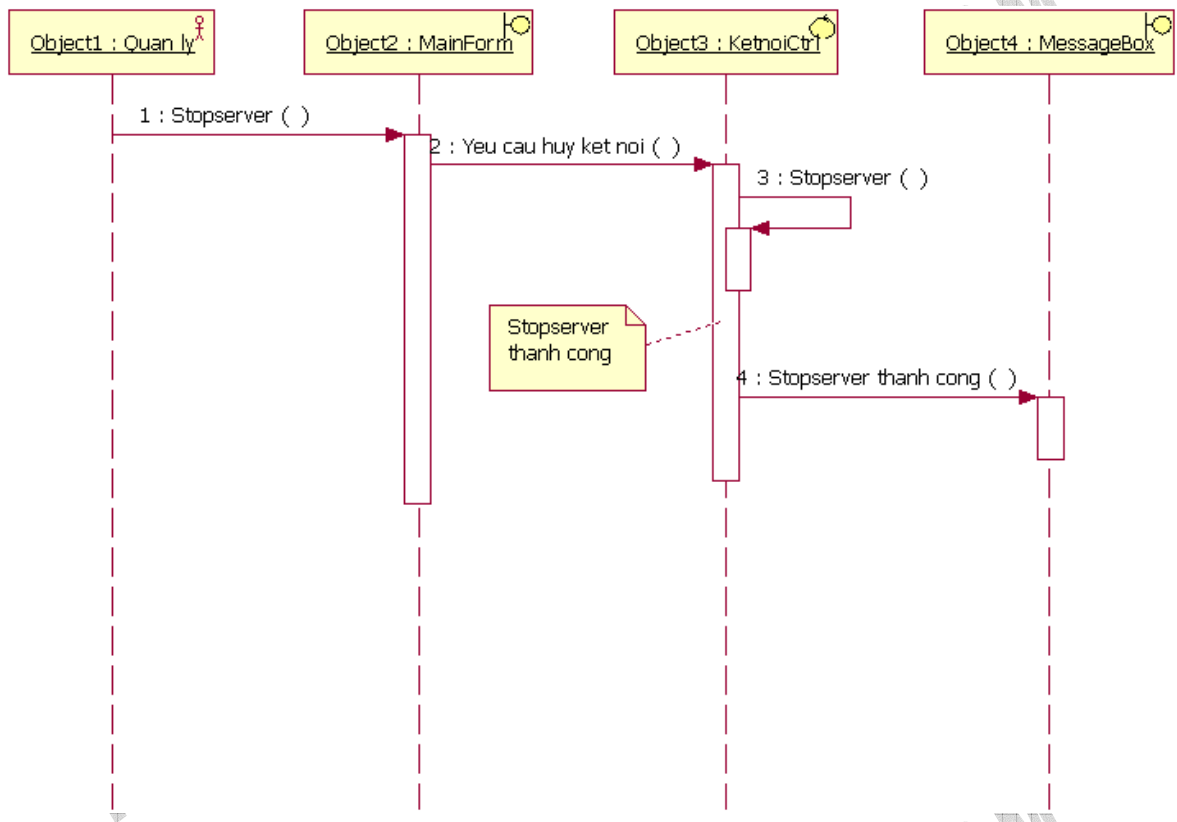 Object1 : Quan ly
Object2 : MainForm
Object3 : KetnoiCtrl
Object4 : MessageBox
1 : Stopserver ( )
2 : Yeu cau huy ket noi ( )
3 : Stopserver ( )
Stopserver
thanh cong
4 : Stopserver thanh cong ( )